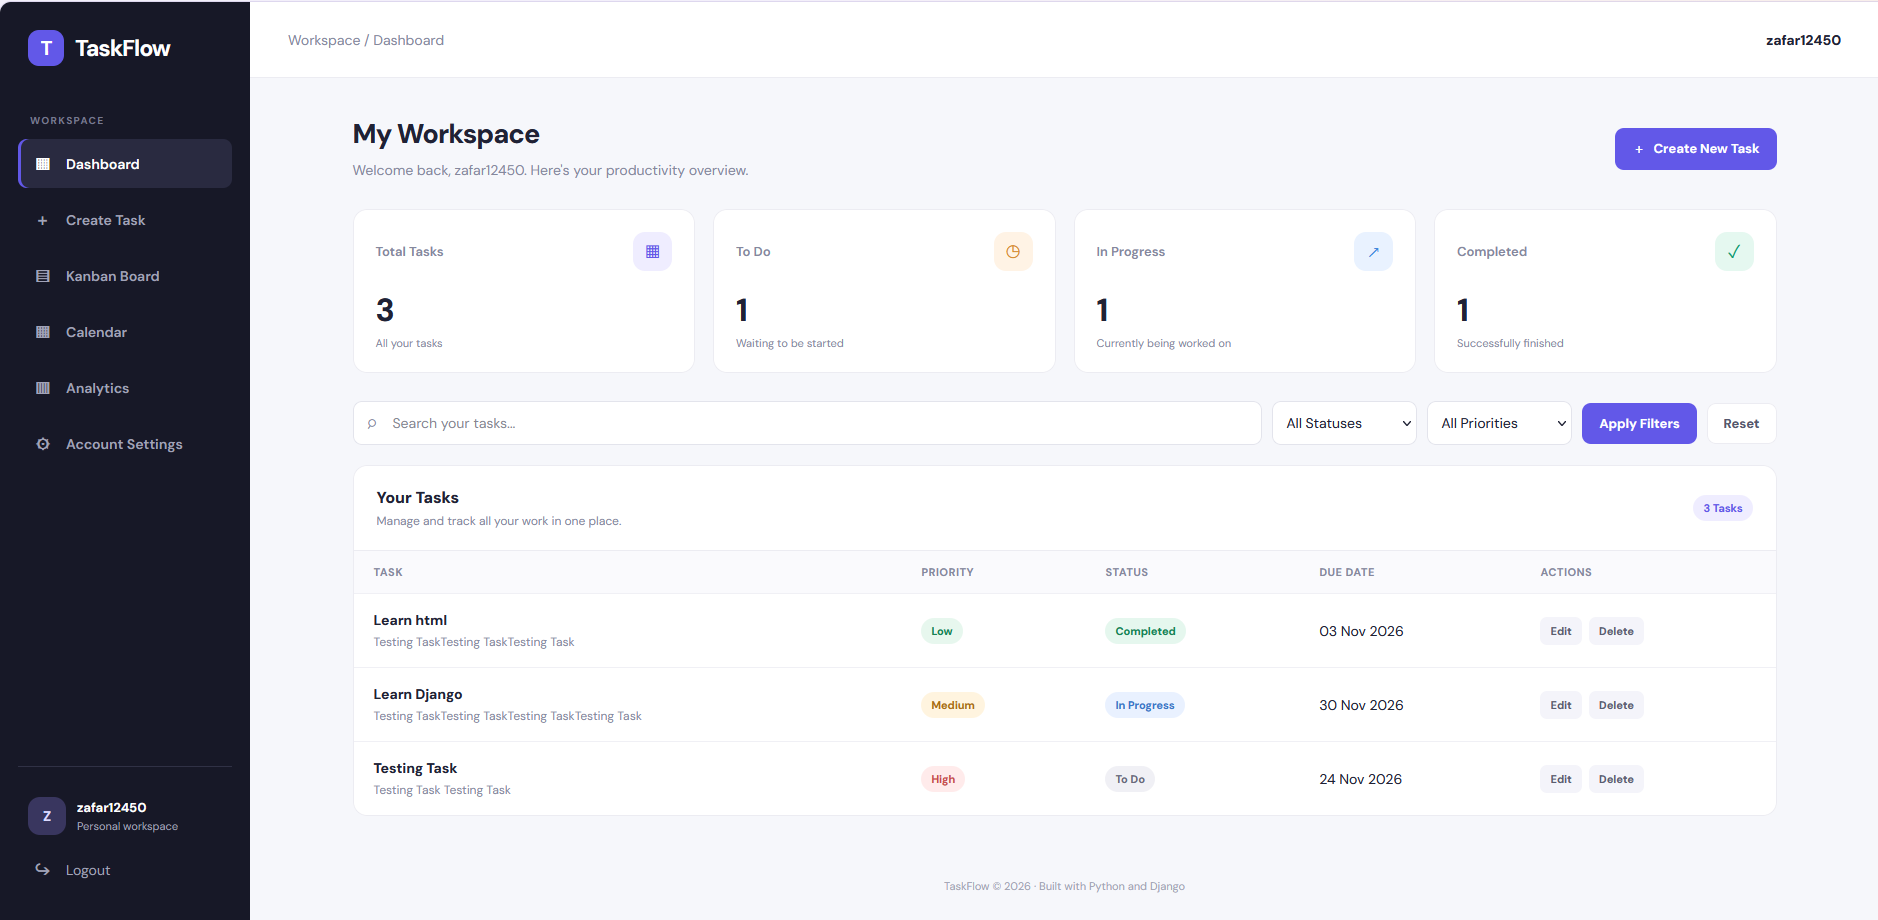 T TaskFlow
WORKSPACE
Dashboard
+ Create Task
Kanban Board
Calendar
Analytics
Account Settings
Z
zafar12450
Personal workspace
Logout
Workspace / Dashboard
zafar12450
My Workspace
Welcome back, zafar12450. Here's your productivity overview.
+ Create New Task
Total Tasks
3
All your tasks
To Do
1
Waiting to be started
In Progress
1
Currently being worked on
Completed
1
Successfully finished
Search your tasks...
All Statuses
All Priorities
Apply Filters
Reset
Your Tasks
Manage and track all your work in one place.
3 Tasks
TASK PRIORITY STATUS DUE DATE ACTIONS
Learn html
Testing TaskTesting TaskTesting Task
Low Completed 03 Nov 2026 Edit Delete
Learn Django
Testing TaskTesting TaskTesting TaskTesting Task
Medium In Progress 30 Nov 2026 Edit Delete
Testing Task
Testing Task Testing Task
High To Do 24 Nov 2026 Edit Delete
TaskFlow © 2026 · Built with Python and Django